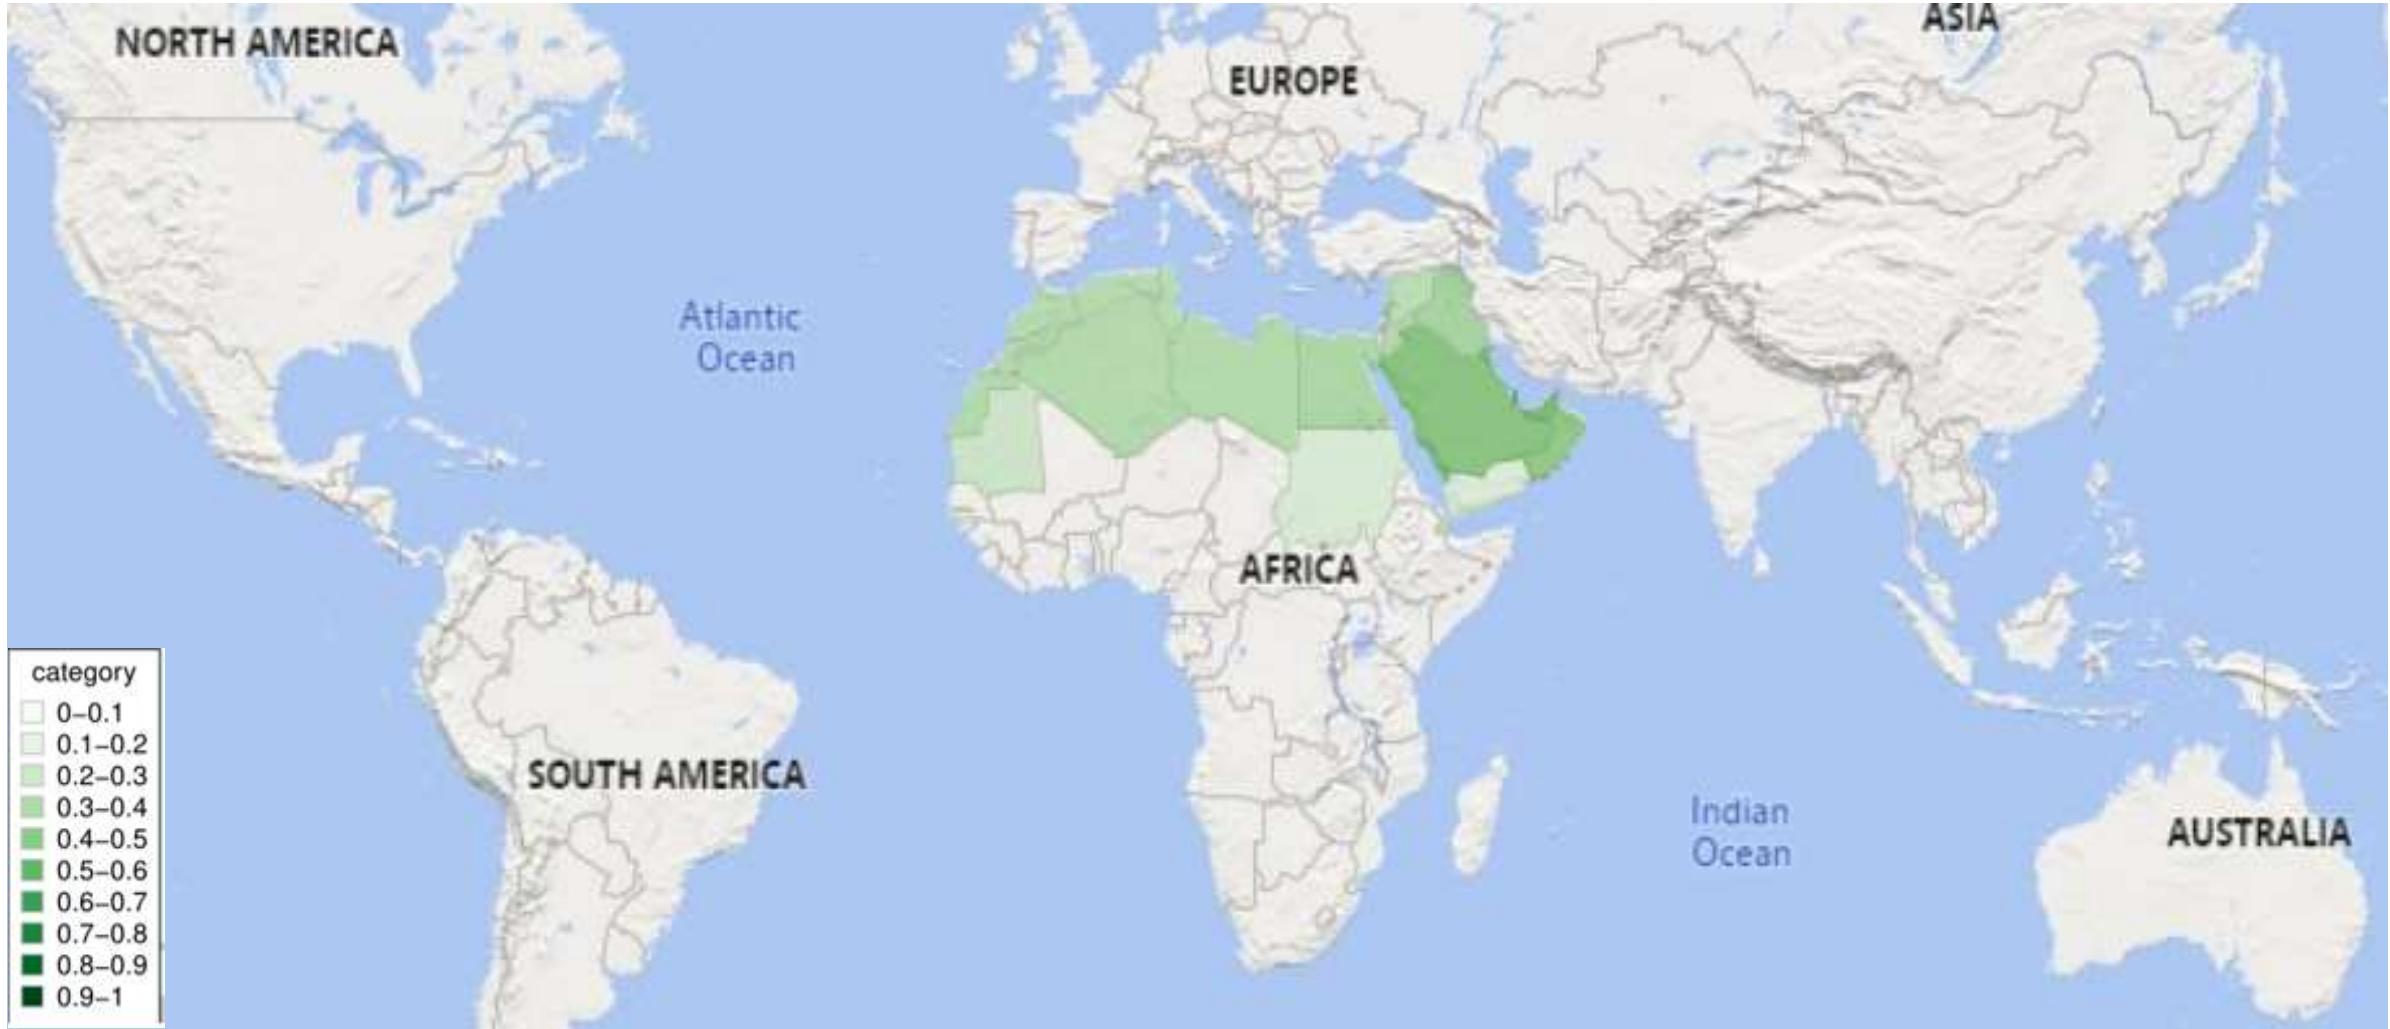 NORTH AMERICA
ASIA
EUROPE
Atlantic
Ocean
AFRICA
SOUTH AMERICA
Indian
Ocean
AUSTRALIA
category
0–0.1
0.1–0.2
0.2–0.3
0.3–0.4
0.4–0.5
0.5–0.6
0.6–0.7
0.7–0.8
0.8–0.9
0.9–1